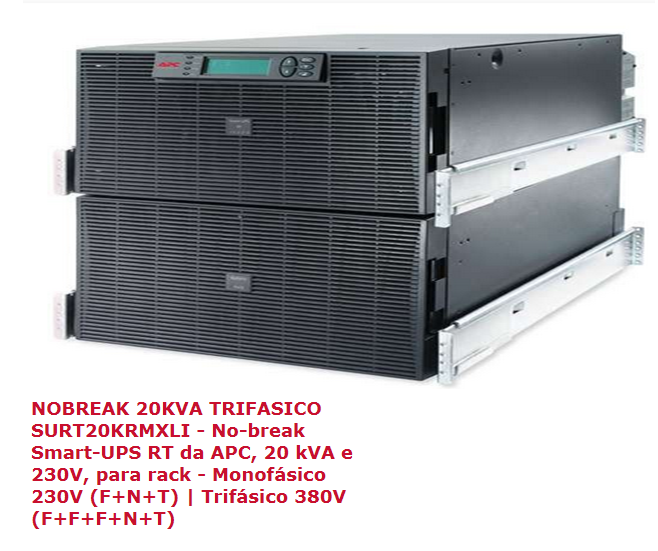 APC
NOBREAK 20KVA TRIFASICO
SURT20KRMXLI - No-break
Smart-UPS RT da APC, 20 kVA e
230V, para rack - Monofásico
230V (F+N+T) | Trifásico 380V
(F+F+F+N+T)